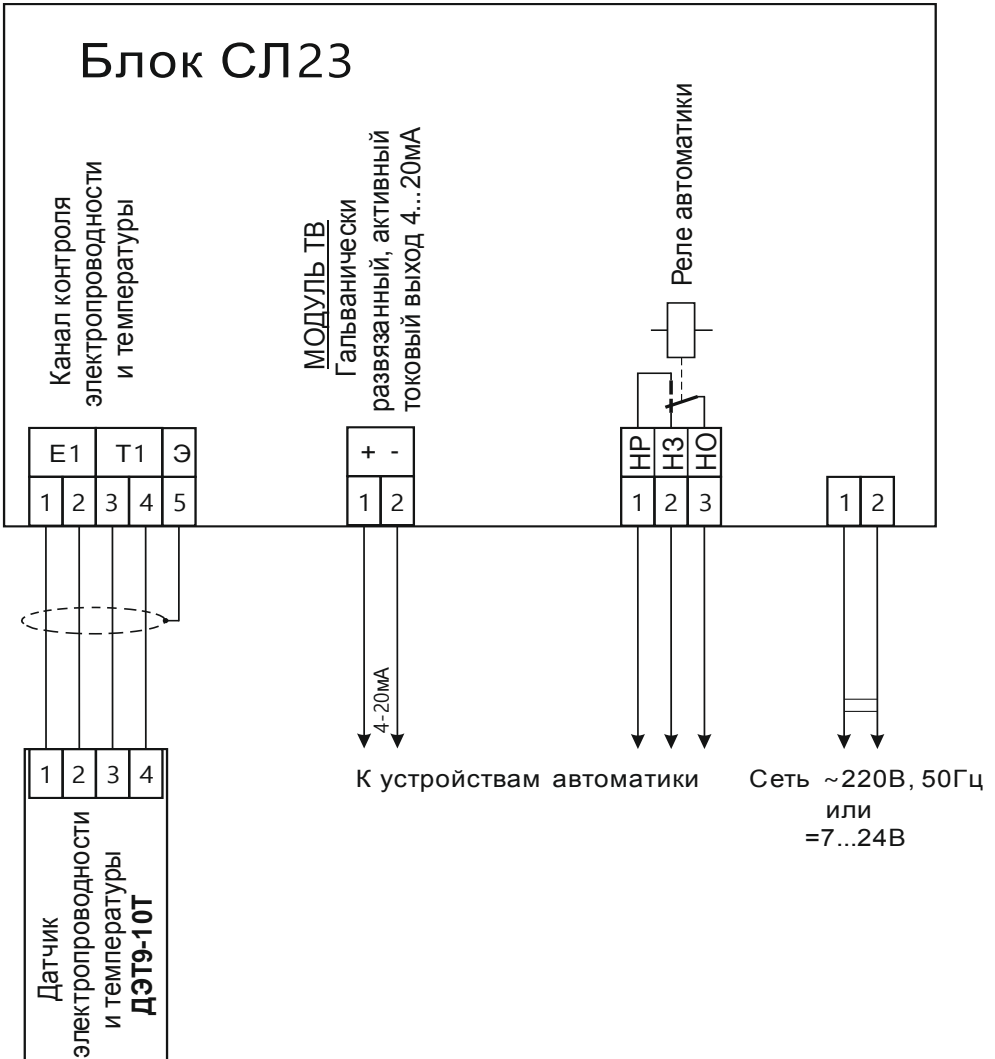 Блок СЛ23
Канал контроля
электропроводности
и температуры
МОДУЛЬ ТВ
Гальванически
развязанный, активный
токовый выход 4...20мА
Реле автоматики
Е1 Т1 Э
1 2 3 4 5
+ -
1 2
НР НЗ НО
1 2 3
1 2
4-20мА
К устройствам автоматики
Сеть ~220В, 50Гц
или
=7...24В
1 2 3 4
Датчик
электропроводности
и температуры
ДЭТ9-10Т